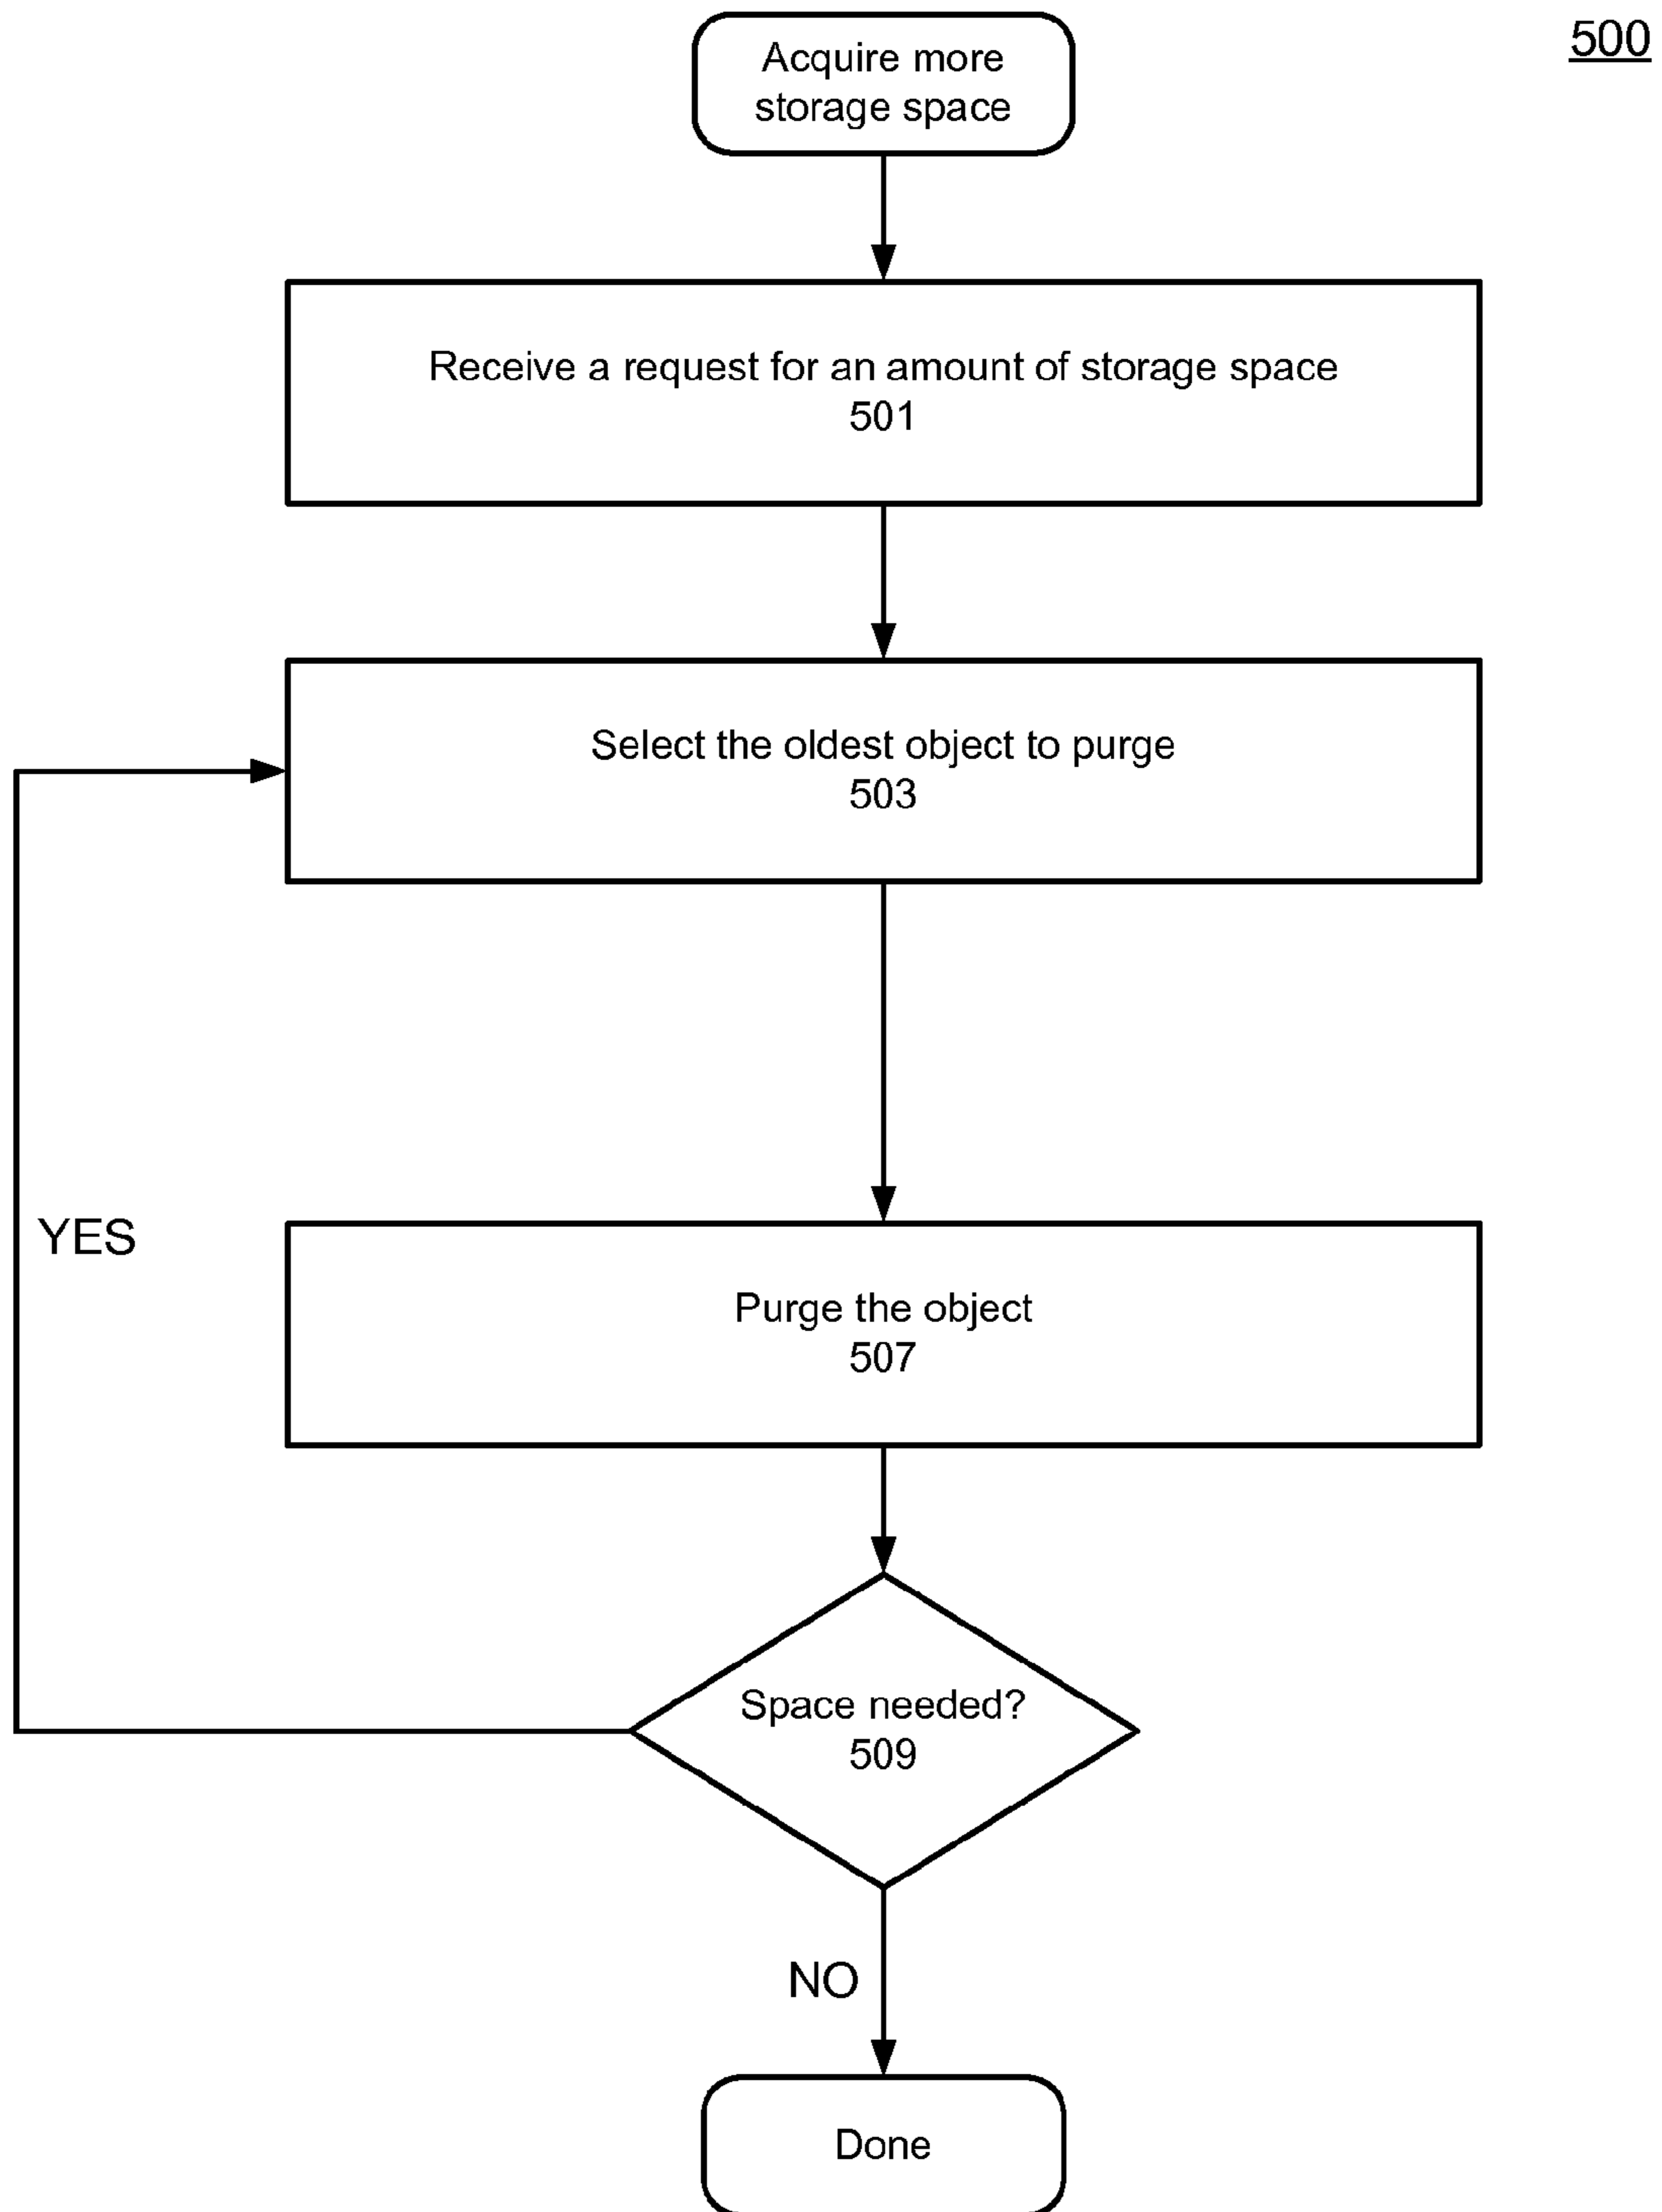 500
Acquire more
storage space
Receive a request for an amount of storage space
501
Select the oldest object to purge
503
YES
Purge the object
507
Space needed?
509
NO
Done